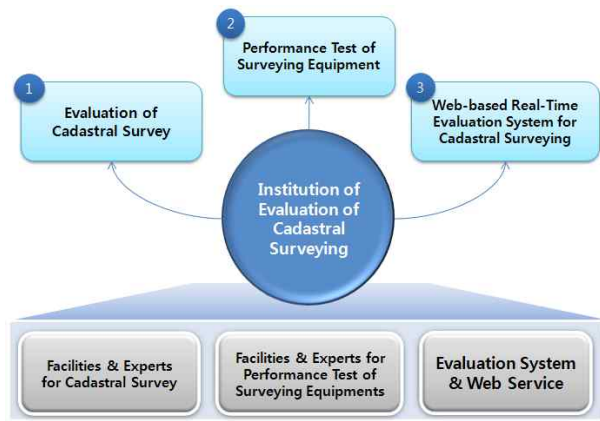 2
Performance Test of
Surveying Equipment
1
Evaluation of
Cadastral Survey
3
Web-based Real-Time
Evaluation System for
Cadastral Surveying
Institution of
Evaluation of
Cadastral
Surveying
Facilities & Experts
for Cadastral Survey
Facilities & Experts for
Performance Test of
Surveying Equipments
Evaluation System
& Web Service